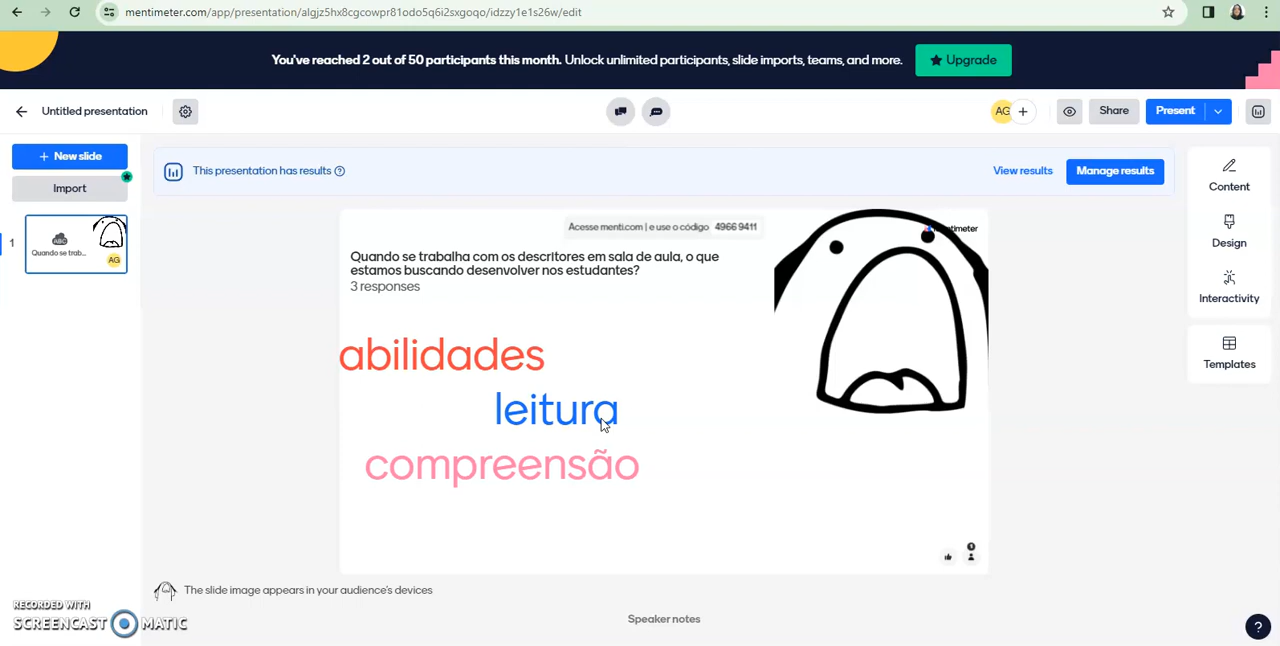 mentimeter.com/app/presentation/algjz5hx8cgcowpr81odo5q6i2sxgoqo/idzzy1e1s26w/edit
You've reached 2 out of 50 participants this month. Unlock unlimited participants, slide imports, teams, and more.
Upgrade
Untitled presentation
AG
Share
Present
New slide
Import
This presentation has results
View results
Manage results
Content
Design
Interactivity
Templates
1
ABC
Quando se trab...
AG
Acesse menti.com | e use o código 4966 9411
Quando se trabalha com os descritores em sala de aula, o que
estamos buscando desenvolver nos estudantes?
3 responses
abilidades
leitura
compreensão
The slide image appears in your audience's devices
Speaker notes
RECORDED WITH
SCREENCAST MATIC
?